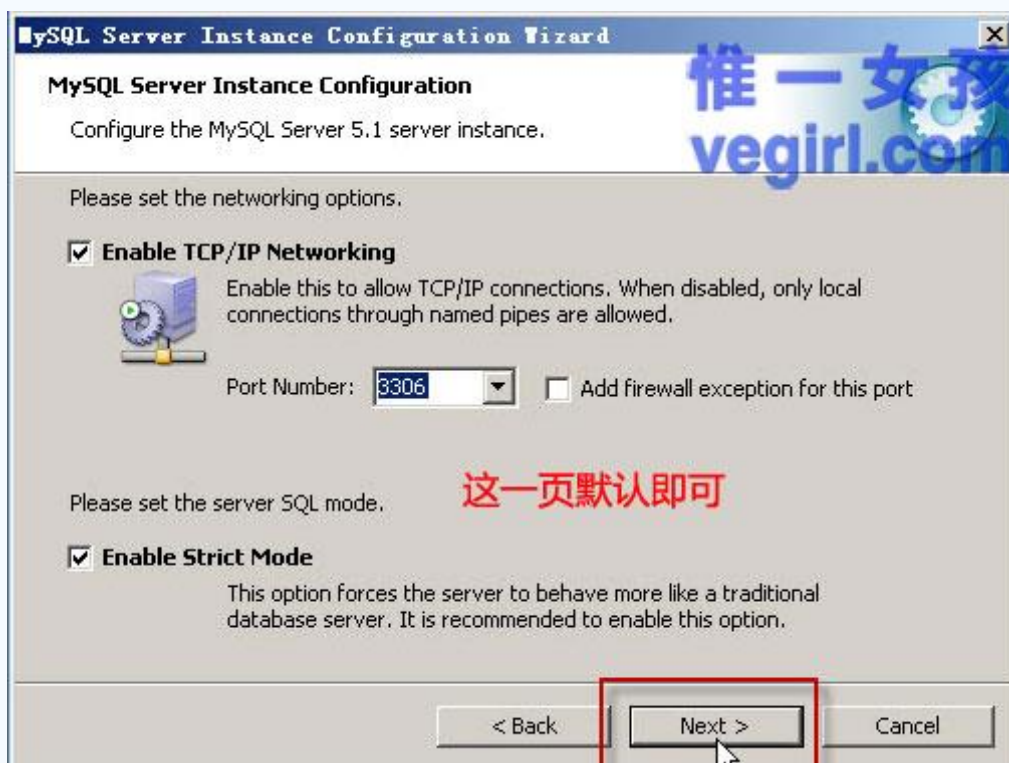 MySQL Server Instance Configuration Wizard
惟一女孩
MySQL Server Instance Configuration
Configure the MySQL Server 5.1 server instance.
vegirl.com
Please set the networking options.
Enable TCP/IP Networking
Enable this to allow TCP/IP connections. When disabled, only local
connections through named pipes are allowed.
Port Number: 3306 Add firewall exception for this port
这一页默认即可
Please set the server SQL mode.
Enable Strict Mode
This option forces the server to behave more like a traditional
database server. It is recommended to enable this option.
< Back Next > Cancel